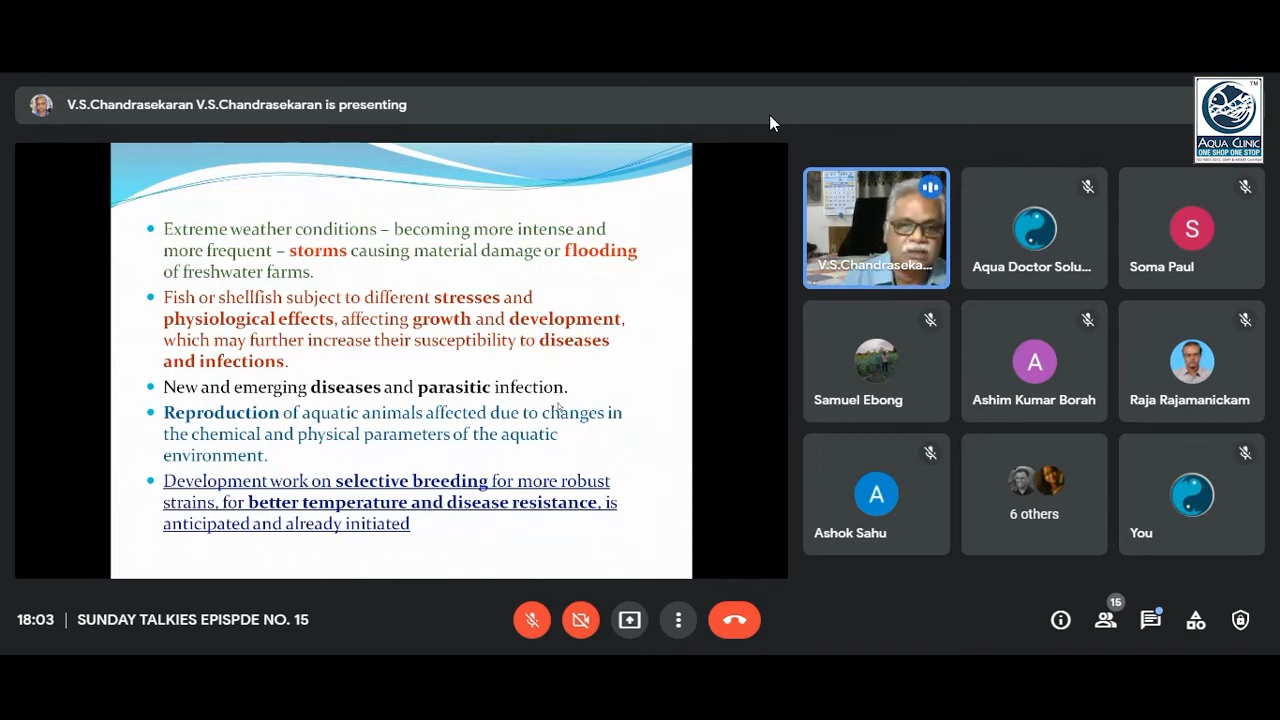 V.S.Chandrasekaran V.S.Chandrasekaran is presenting
TM
AQUA CLINIC
ONE SHOP ONE STOP
Extreme weather conditions – becoming more intense and
more frequent – storms causing material damage or flooding
of freshwater farms.
Fish or shellfish subject to different stresses and
physiological effects, affecting growth and development,
which may further increase their susceptibility to diseases
and infections.
New and emerging diseases and parasitic infection.
Reproduction of aquatic animals affected due to changes in
the chemical and physical parameters of the aquatic
environment.
Development work on selective breeding for more robust
strains, for better temperature and disease resistance, is
anticipated and already initiated
V.S.Chandraseka...
Aqua Doctor Solu...
S
Soma Paul
Samuel Ebong
A
Ashim Kumar Borah
Raja Rajamanickam
A
Ashok Sahu
6 others
You
18:03 | SUNDAY TALKIES EPISPDE NO. 15
15